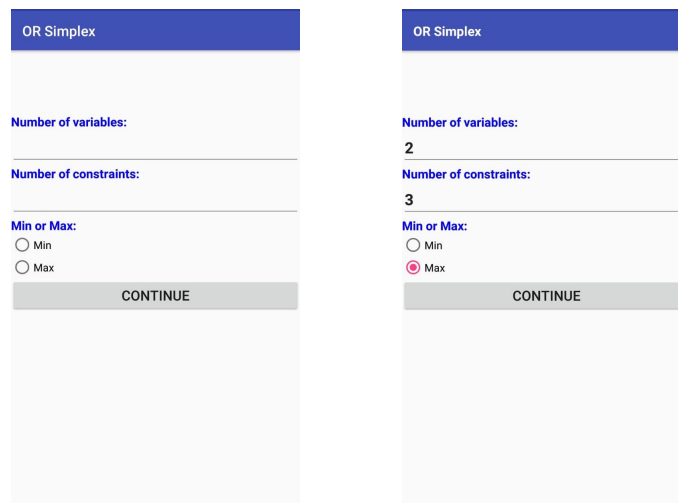 OR Simplex
Number of variables:
Number of constraints:
Min or Max:
Min
Max
CONTINUE
OR Simplex
Number of variables:
2
Number of constraints:
3
Min or Max:
Min
Max
CONTINUE